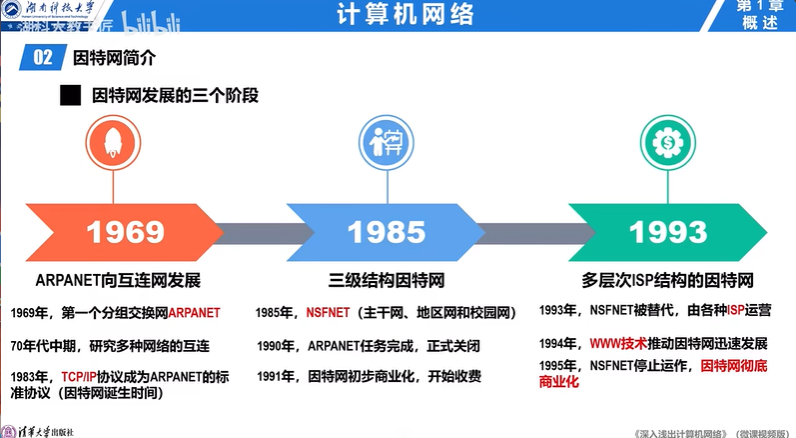 湖南科技大学
Hunan University of Science and Technology
计算机网络
第1章
概述
bilibili
02 因特网简介
因特网发展的三个阶段
1969
1985
1993
ARPANET向互连网发展
1969年，第一个分组交换网ARPANET
70年代中期，研究多种网络的互连
1983年，TCP/IP协议成为ARPANET的标
准协议（因特网诞生时间）
三级结构因特网
1985年，NSFNET（主干网、地区网和校园网）
1990年，ARPANET任务完成，正式关闭
1991年，因特网初步商业化，开始收费
多层次ISP结构的因特网
1993年，NSFNET被替代，由各种ISP运营
1994年，WWW技术推动因特网迅速发展
1995年，NSFNET停止运作，因特网彻底
商业化
清华大学出版社
《深入浅出计算机网络》（微课视频版）